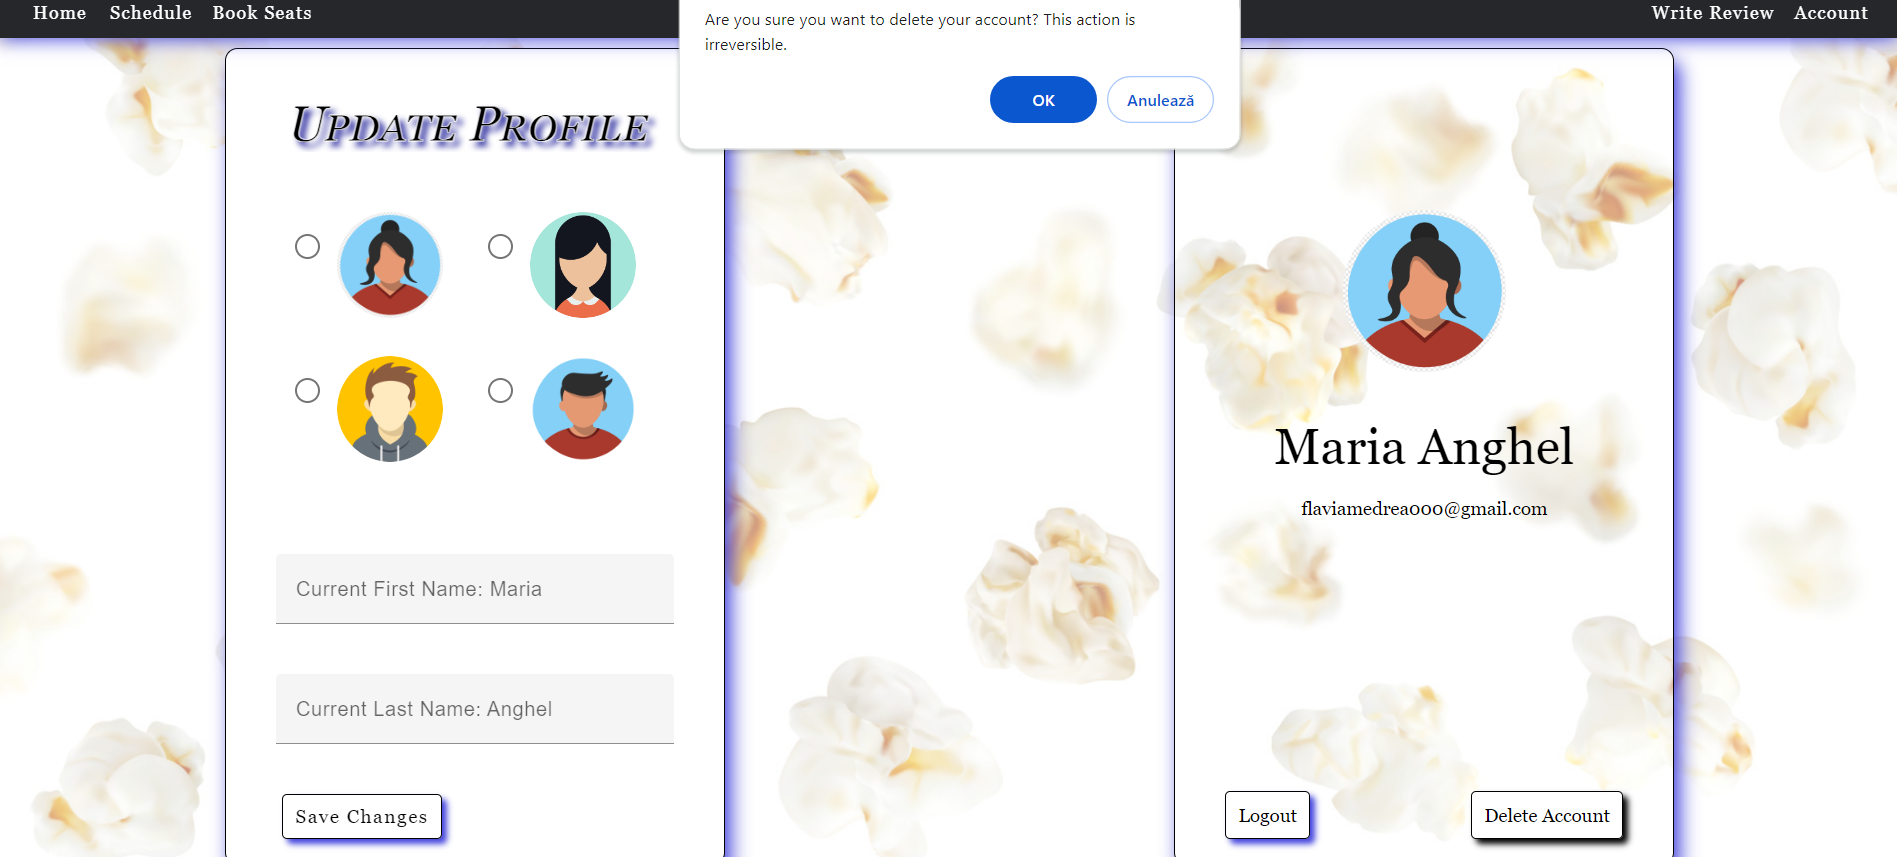 Home Schedule Book Seats Write Review Account
Are you sure you want to delete your account? This action is
irreversible.
OK Anulează
Update Profile
Current First Name: Maria
Current Last Name: Anghel
Save Changes
Maria Anghel
flaviamedrea000@gmail.com
Logout Delete Account